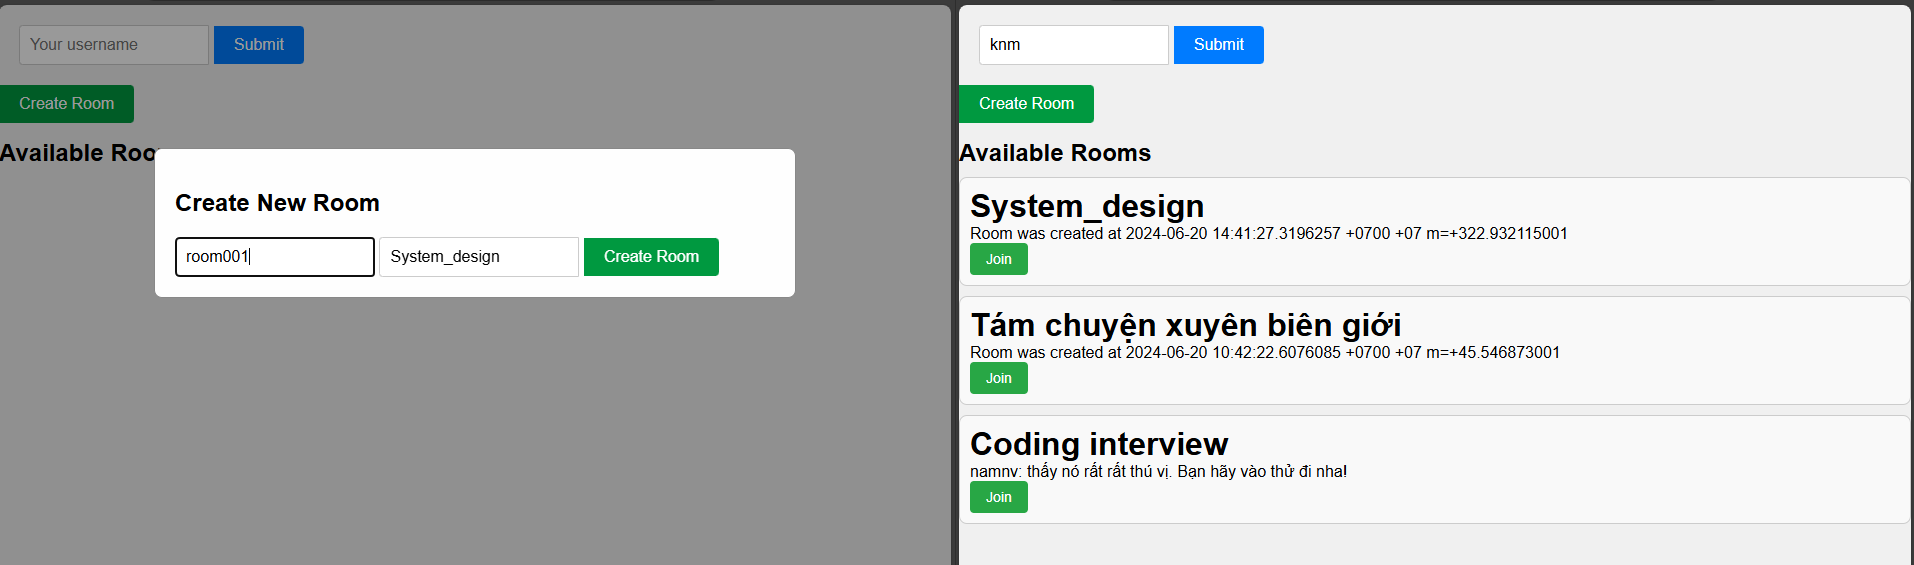 Your username
Submit
Create Room
Available Roo
Create New Room
room001
System_design
Create Room
knm
Submit
Create Room
Available Rooms
System_design
Room was created at 2024-06-20 14:41:27.3196257 +0700 +07 m=+322.932115001
Join
Tám chuyện xuyên biên giới
Room was created at 2024-06-20 10:42:22.6076085 +0700 +07 m=+45.546873001
Join
Coding interview
namnv: thấy nó rất rất thú vị. Bạn hãy vào thử đi nha!
Join